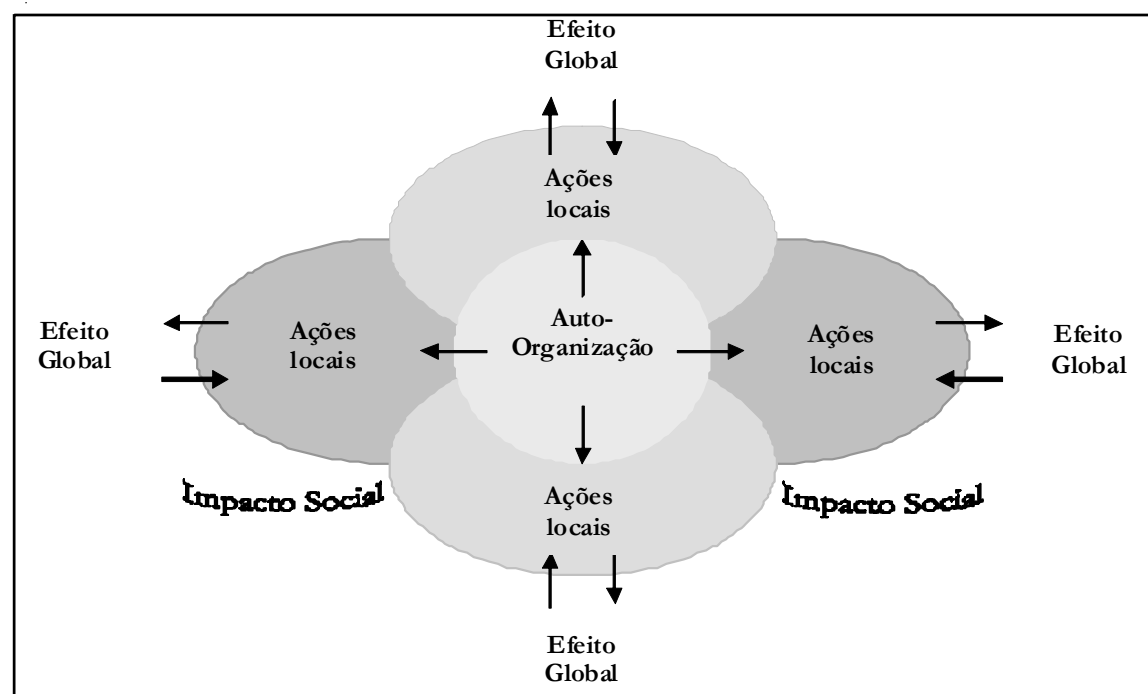 Efeito
Global
Ações
locais
Efeito
Global
Ações
locais
Auto-
Organização
Ações
locais
Efeito
Global
Impacto Social
Ações
locais
Impacto Social
Efeito
Global